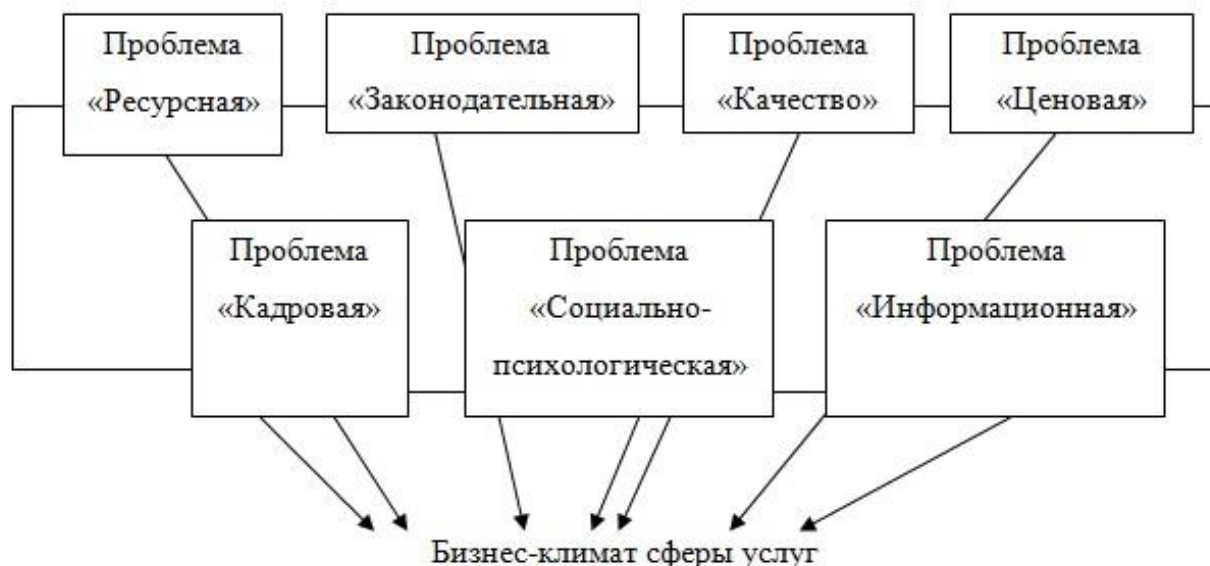 Проблема
«Ресурсная»
Проблема
«Законодательная»
Проблема
«Качество»
Проблема
«Ценовая»
Проблема
«Кадровая»
Проблема
«Социально-
психологическая»
Проблема
«Информационная»
Бизнес-климат сферы услуг